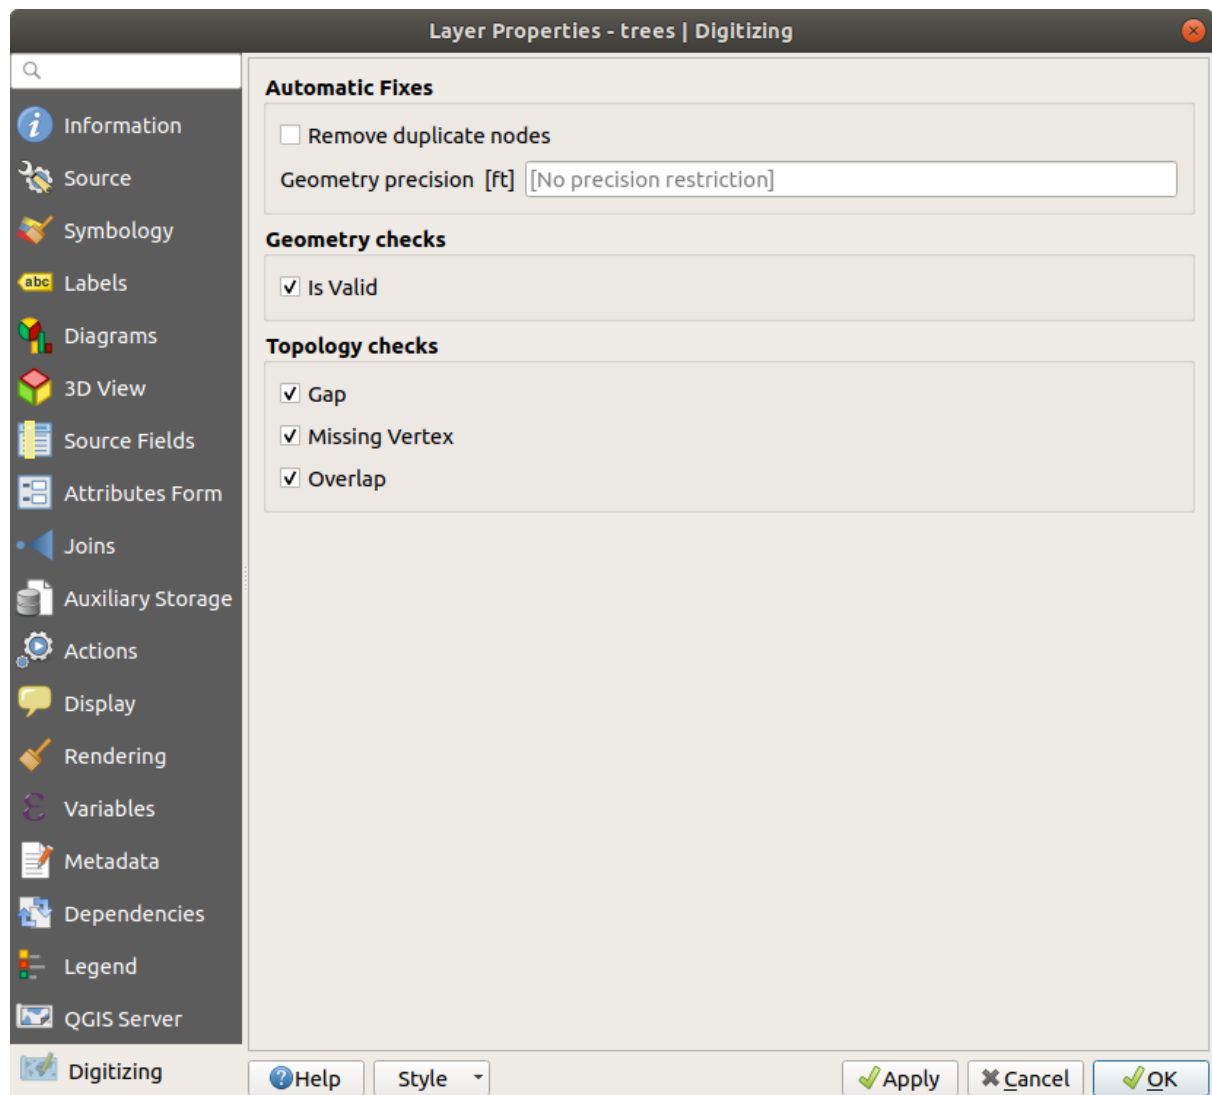 Layer Properties - trees | Digitizing
Information
Source
Symbology
abc Labels
Diagrams
3D View
Source Fields
Attributes Form
Joins
Auxiliary Storage
Actions
Display
Rendering
Variables
Metadata
Dependencies
Legend
QGIS Server
Digitizing
Automatic Fixes
Remove duplicate nodes
Geometry precision [ft] [No precision restriction]
Geometry checks
Is Valid
Topology checks
Gap
Missing Vertex
Overlap
Help Style Apply Cancel OK